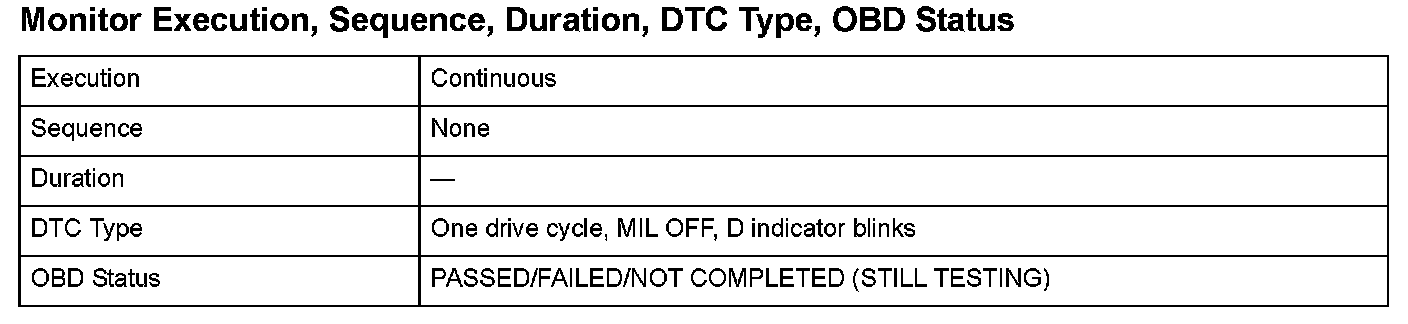 Monitor Execution, Sequence, Duration, DTC Type, OBD Status
Execution Continuous
Sequence None
Duration —
DTC Type One drive cycle, MIL OFF, D indicator blinks
OBD Status PASSED/FAILED/NOT COMPLETED (STILL TESTING)